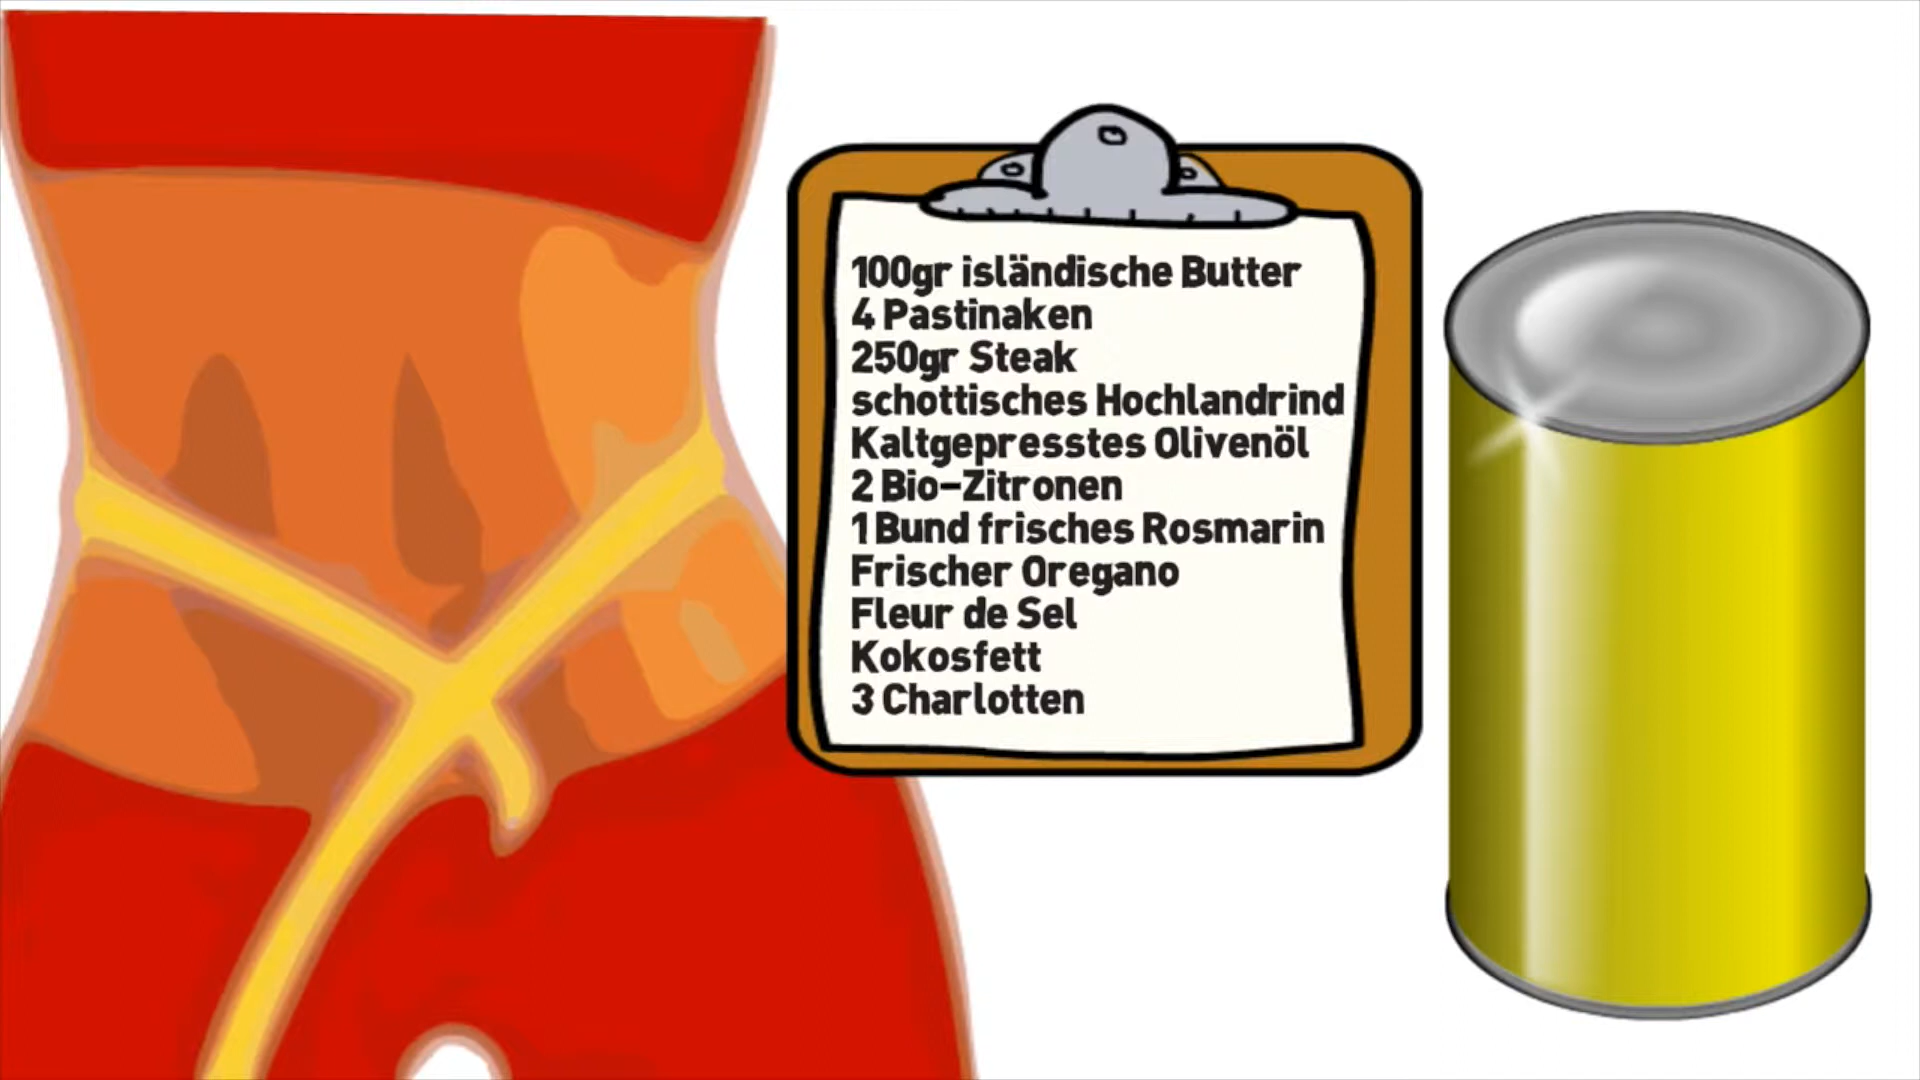 100gr isländische Butter
4 Pastinaken
250gr Steak
schottisches Hochlandrind
Kaltgepresstes Olivenöl
2 Bio-Zitronen
1 Bund frisches Rosmarin
Frischer Oregano
Fleur de Sel
Kokosfett
3 Charlotten